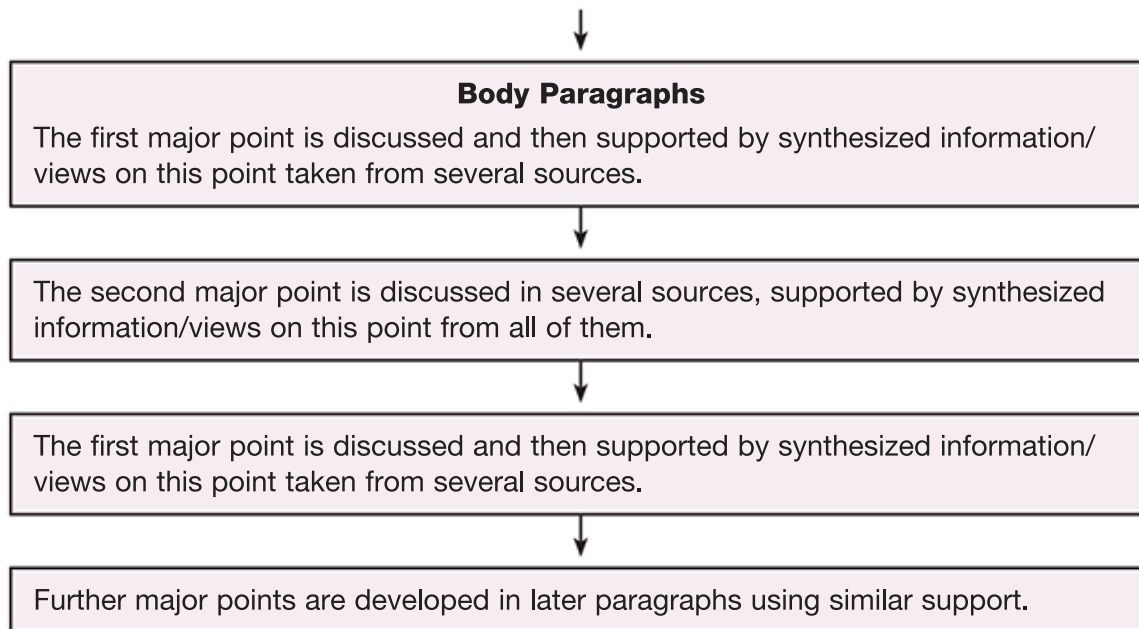 Body Paragraphs
The first major point is discussed and then supported by synthesized information/
views on this point taken from several sources.
The second major point is discussed in several sources, supported by synthesized
information/views on this point from all of them.
The first major point is discussed and then supported by synthesized information/
views on this point taken from several sources.
Further major points are developed in later paragraphs using similar support.